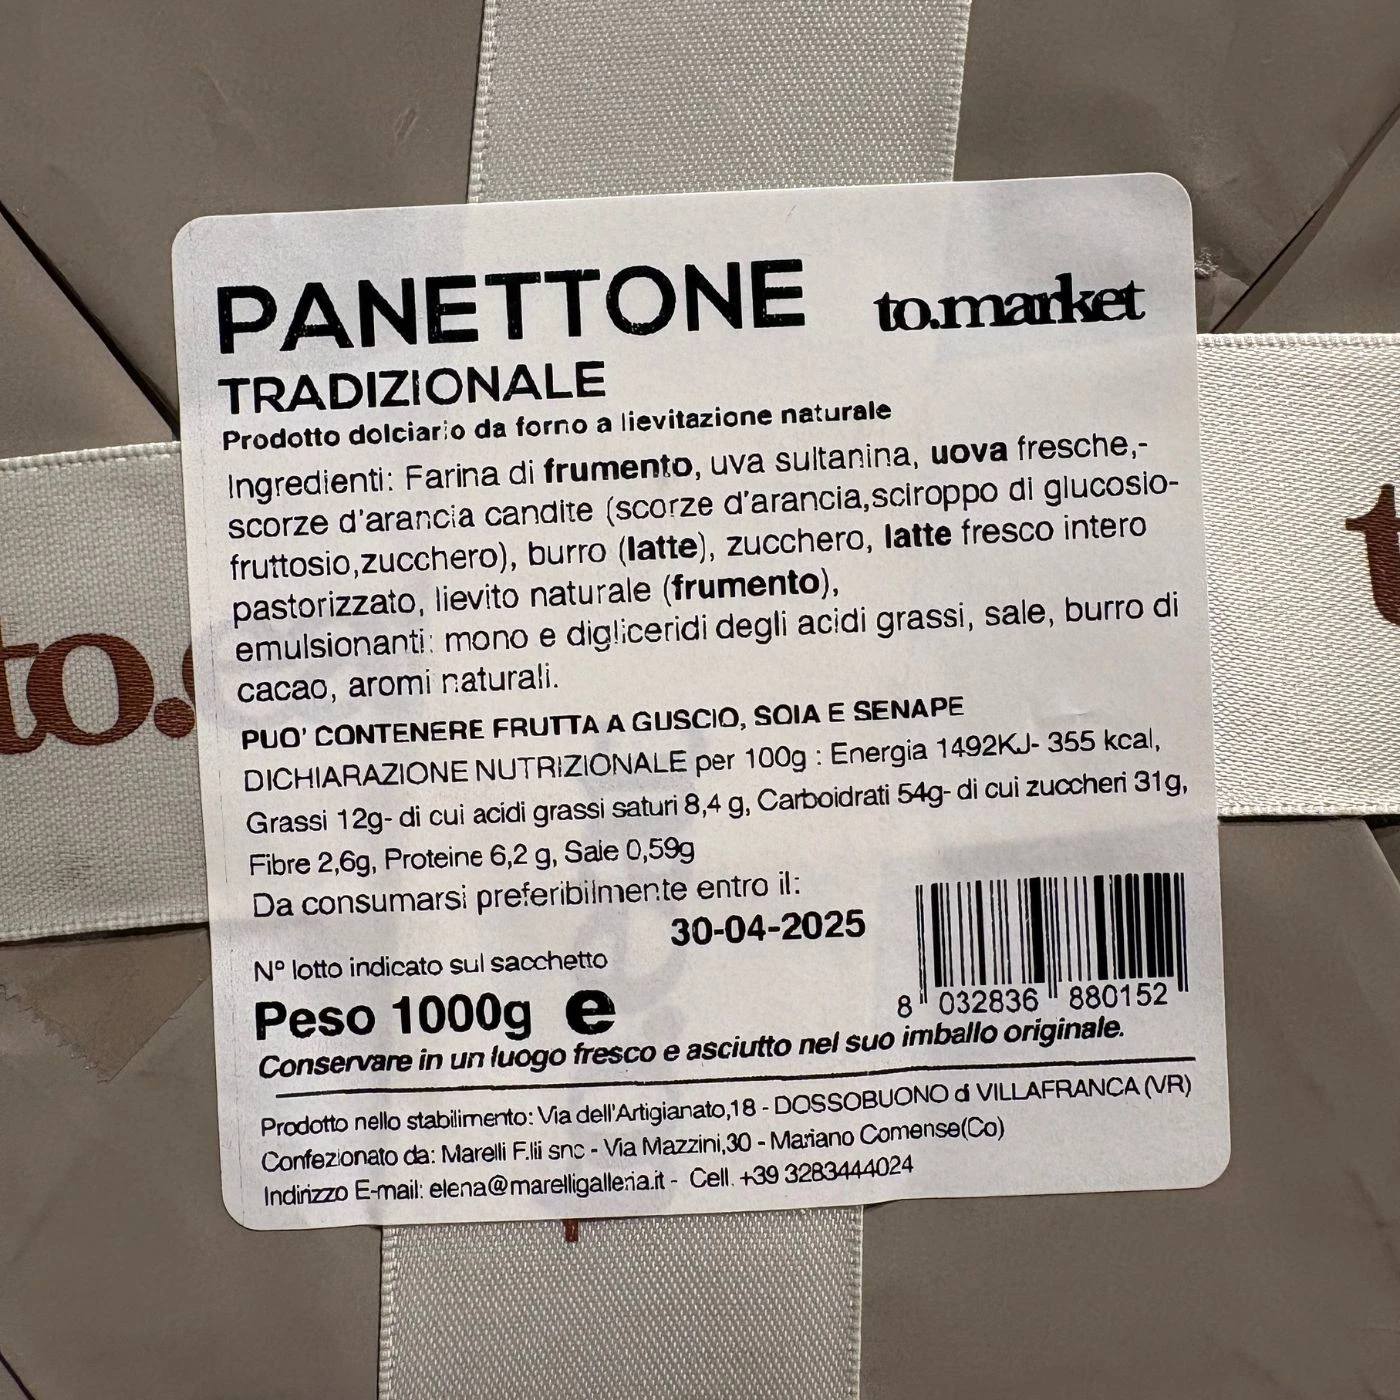 PANETTONE to.market
TRADIZIONALE
Prodotto dolciario da forno a lievitazione naturale
Ingredienti: Farina di frumento, uva sultanina, uova fresche,-
scorze d'arancia candite (scorze d'arancia,sciroppo di glucosio-
fruttosio,zucchero), burro (latte), zucchero, latte fresco intero
pastorizzato, lievito naturale (frumento),
emulsionanti: mono e digliceridi degli acidi grassi, sale, burro di
cacao, aromi naturali.
PUO' CONTENERE FRUTTA A GUSCIO, SOIA E SENAPE
DICHIARAZIONE NUTRIZIONALE per 100g : Energia 1492KJ- 355 kcal,
Grassi 12g- di cui acidi grassi saturi 8,4 g, Carboidrati 54g- di cui zuccheri 31g,
Fibre 2,6g, Proteine 6,2 g, Sale 0,59g
Da consumarsi preferibilmente entro il:
30-04-2025
N° lotto indicato sul sacchetto
Peso 1000g e
8 032836 880152
Conservare in un luogo fresco e asciutto nel suo imballo originale.
Prodotto nello stabilimento: Via dell'Artigianato,18 - DOSSOBUONO di VILLAFRANCA (VR)
Confezionato da: Marelli F.lli snc - Via Mazzini,30 - Mariano Comense(Co)
Indirizzo E-mail: elena@marelligalleria.it - Cell. +39 3283444024
to.
t